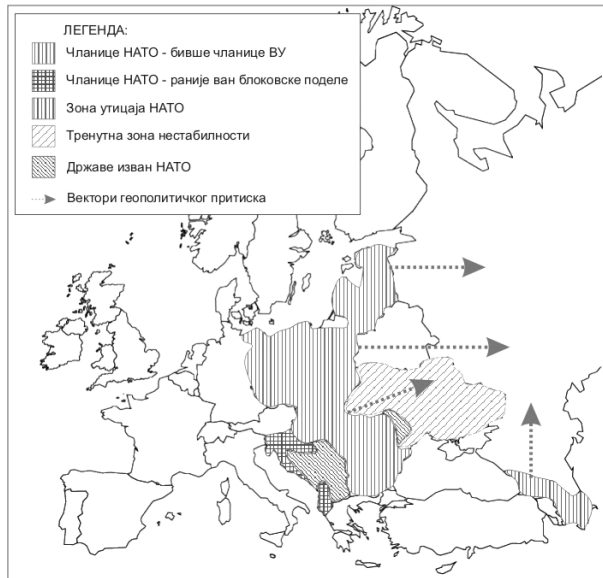 ЛЕГЕНДА:
Чланице НАТО - бивше чланице ВУ
Чланице НАТО - раније ван блоковске поделе
Зона утицаја НАТО
Тренутна зона нестабилности
Државе изван НАТО
Вектори геополитичког притиска